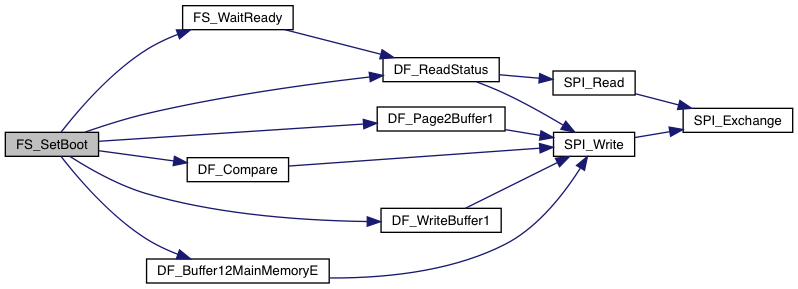 FS_WaitReady
DF_ReadStatus
SPI_Read
DF_Page2Buffer1
SPI_Exchange
FS_SetBoot
SPI_Write
DF_Compare
DF_WriteBuffer1
DF_Buffer12MainMemoryE